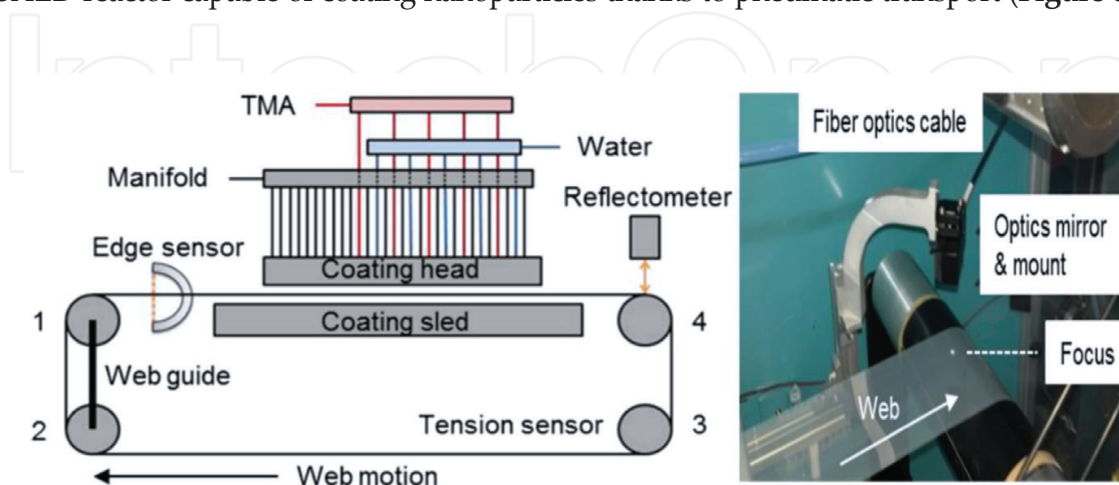 reactor capable of coating nanoparticles thanks to pneumatic transport (Figure
TMA
Water
Manifold
Reflectometer
Edge sensor
Coating head
1
Coating sled
4
Web guide
2
Tension sensor
3
Web motion
Fiber optics cable
Optics mirror
& mount
Focus
Web